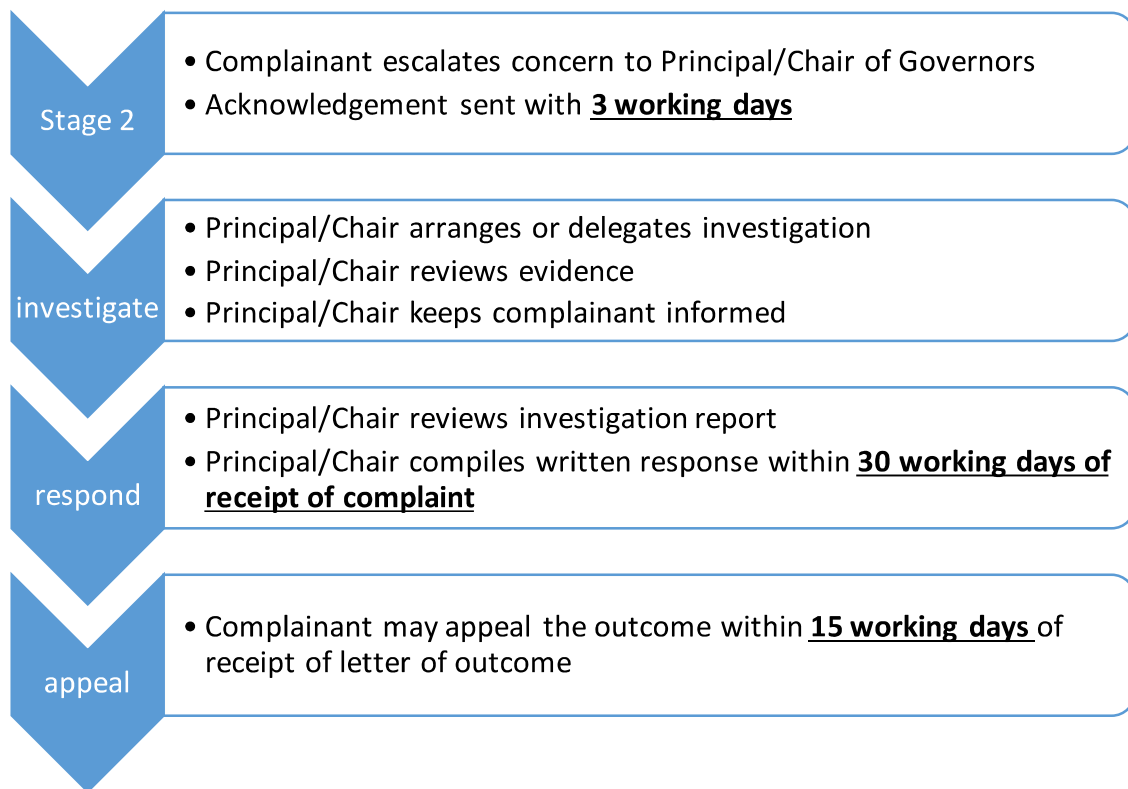 Stage 2
• Complainant escalates concern to Principal/Chair of Governors
• Acknowledgement sent with 3 working days
investigate
• Principal/Chair arranges or delegates investigation
• Principal/Chair reviews evidence
• Principal/Chair keeps complainant informed
respond
• Principal/Chair reviews investigation report
• Principal/Chair compiles written response within 30 working days of
receipt of complaint
appeal
• Complainant may appeal the outcome within 15 working days of
receipt of letter of outcome